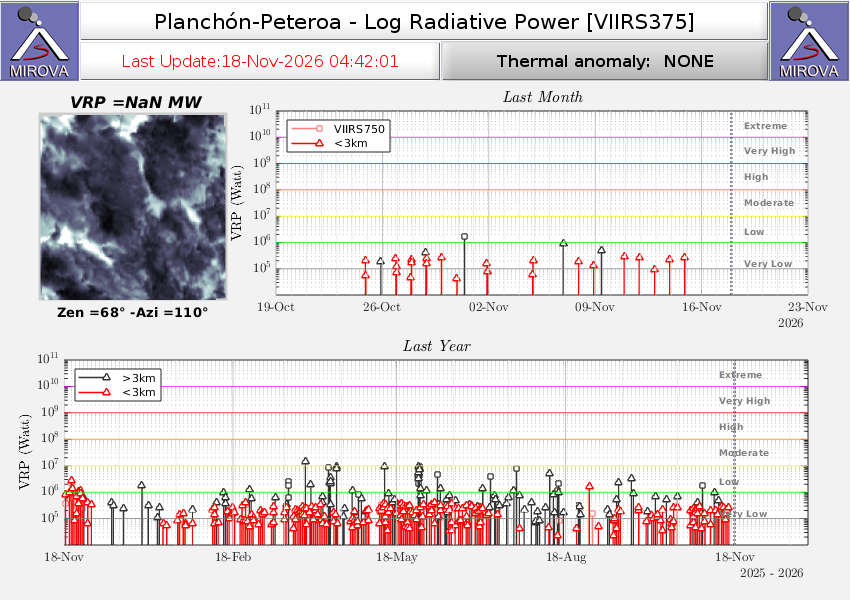 Planchón-Peteroa - Log Radiative Power [VIIRS375]
MIROVA
Last Update:18-Nov-2026 04:42:01
Thermal anomaly: NONE
MIROVA
VRP =NaN MW
Zen =68° -Azi =110°
Last Month
VRP (Watt)
10^11
10^10
10^9
10^8
10^7
10^6
10^5
VIIRS750
<3km
Extreme
Very High
High
Moderate
Low
Very Low
19-Oct 26-Oct 02-Nov 09-Nov 16-Nov 23-Nov
2026
Last Year
VRP (Watt)
10^11
10^10
10^9
10^8
10^7
10^6
10^5
>3km
<3km
Extreme
Very High
High
Moderate
Low
Very Low
18-Nov 18-Feb 18-May 18-Aug 18-Nov
2025 - 2026